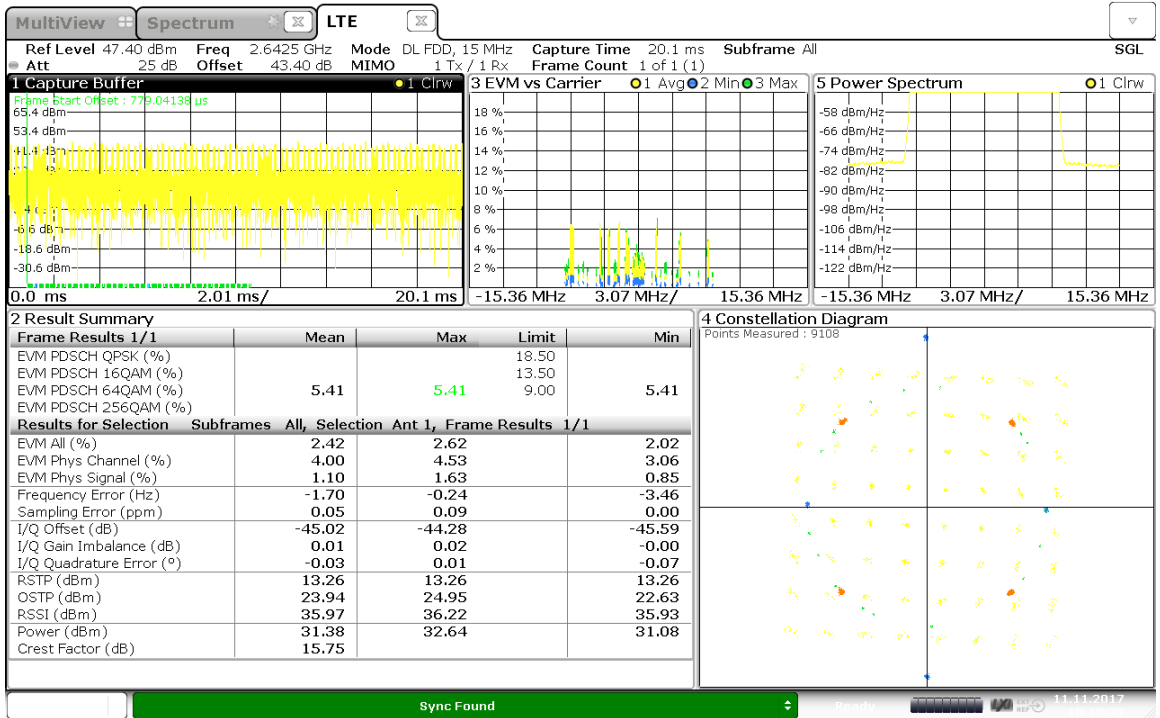 MultiView Spectrum LTE
Ref Level 47.40 dBm Freq 2.6425 GHz Mode DL FDD, 15 MHz Capture Time 20.1 ms Subframe All SGL
Att 25 dB Offset 43.40 dB MIMO 1 Tx / 1 Rx Frame Count 1 of 1 (1)
1 Capture Buffer 1 Clrw
Frame Start Offset : 779.04138 µs
65.4 dBm
53.4 dBm
-18.6 dBm
-30.6 dBm
0.0 ms 2.01 ms/ 20.1 ms
3 EVM vs Carrier 1 Avg 2 Min 3 Max
18 %
16 %
14 %
12 %
10 %
8 %
6 %
4 %
2 %
-15.36 MHz 3.07 MHz/ 15.36 MHz
5 Power Spectrum 1 Clrw
-58 dBm/Hz
-66 dBm/Hz
-74 dBm/Hz
-82 dBm/Hz
-90 dBm/Hz
-98 dBm/Hz
-106 dBm/Hz
-114 dBm/Hz
-122 dBm/Hz
-15.36 MHz 3.07 MHz/ 15.36 MHz
2 Result Summary
Frame Results 1/1 Mean Max Limit Min
EVM PDSCH QPSK (%) 18.50
EVM PDSCH 16QAM (%) 13.50
EVM PDSCH 64QAM (%) 5.41 5.41 9.00 5.41
EVM PDSCH 256QAM (%)
Results for Selection Subframes All, Selection Ant 1, Frame Results 1/1
EVM All (%) 2.42 2.62 2.02
EVM Phys Channel (%) 4.00 4.53 3.06
EVM Phys Signal (%) 1.10 1.63 0.85
Frequency Error (Hz) -1.70 -0.24 -3.46
Sampling Error (ppm) 0.05 0.09 0.00
I/Q Offset (dB) -45.02 -44.28 -45.59
I/Q Gain Imbalance (dB) 0.01 0.02 -0.00
I/Q Quadrature Error (º) -0.03 0.01 -0.07
RSTP (dBm) 13.26 13.26 13.26
OSTP (dBm) 23.94 24.95 22.63
RSSI (dBm) 35.97 36.22 35.93
Power (dBm) 31.38 32.64 31.08
Crest Factor (dB) 15.75
4 Constellation Diagram
Points Measured : 9108
Sync Found
Ready
11.11.2017